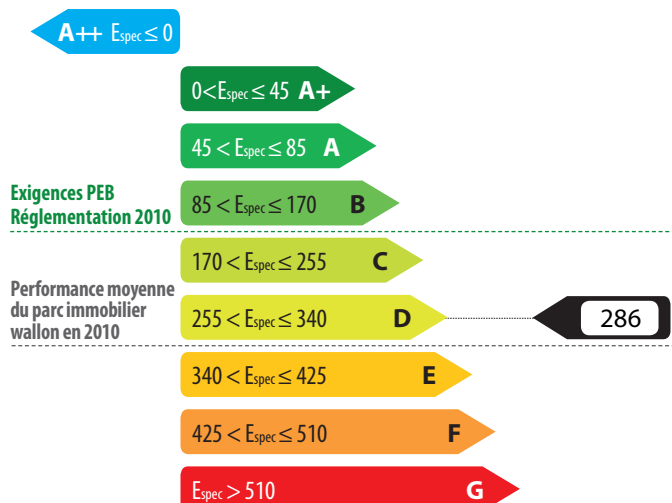 A++ Espec ≤ 0
0<Espec ≤ 45 A+
45 < Espec ≤ 85 A
Exigences PEB
Réglementation 2010
85 < Espec ≤ 170 B
170 < Espec ≤ 255 C
Performance moyenne
du parc immobilier
wallon en 2010
255 < Espec ≤ 340 D
286
340 < Espec ≤ 425 E
425 < Espec ≤ 510 F
Espec > 510 G